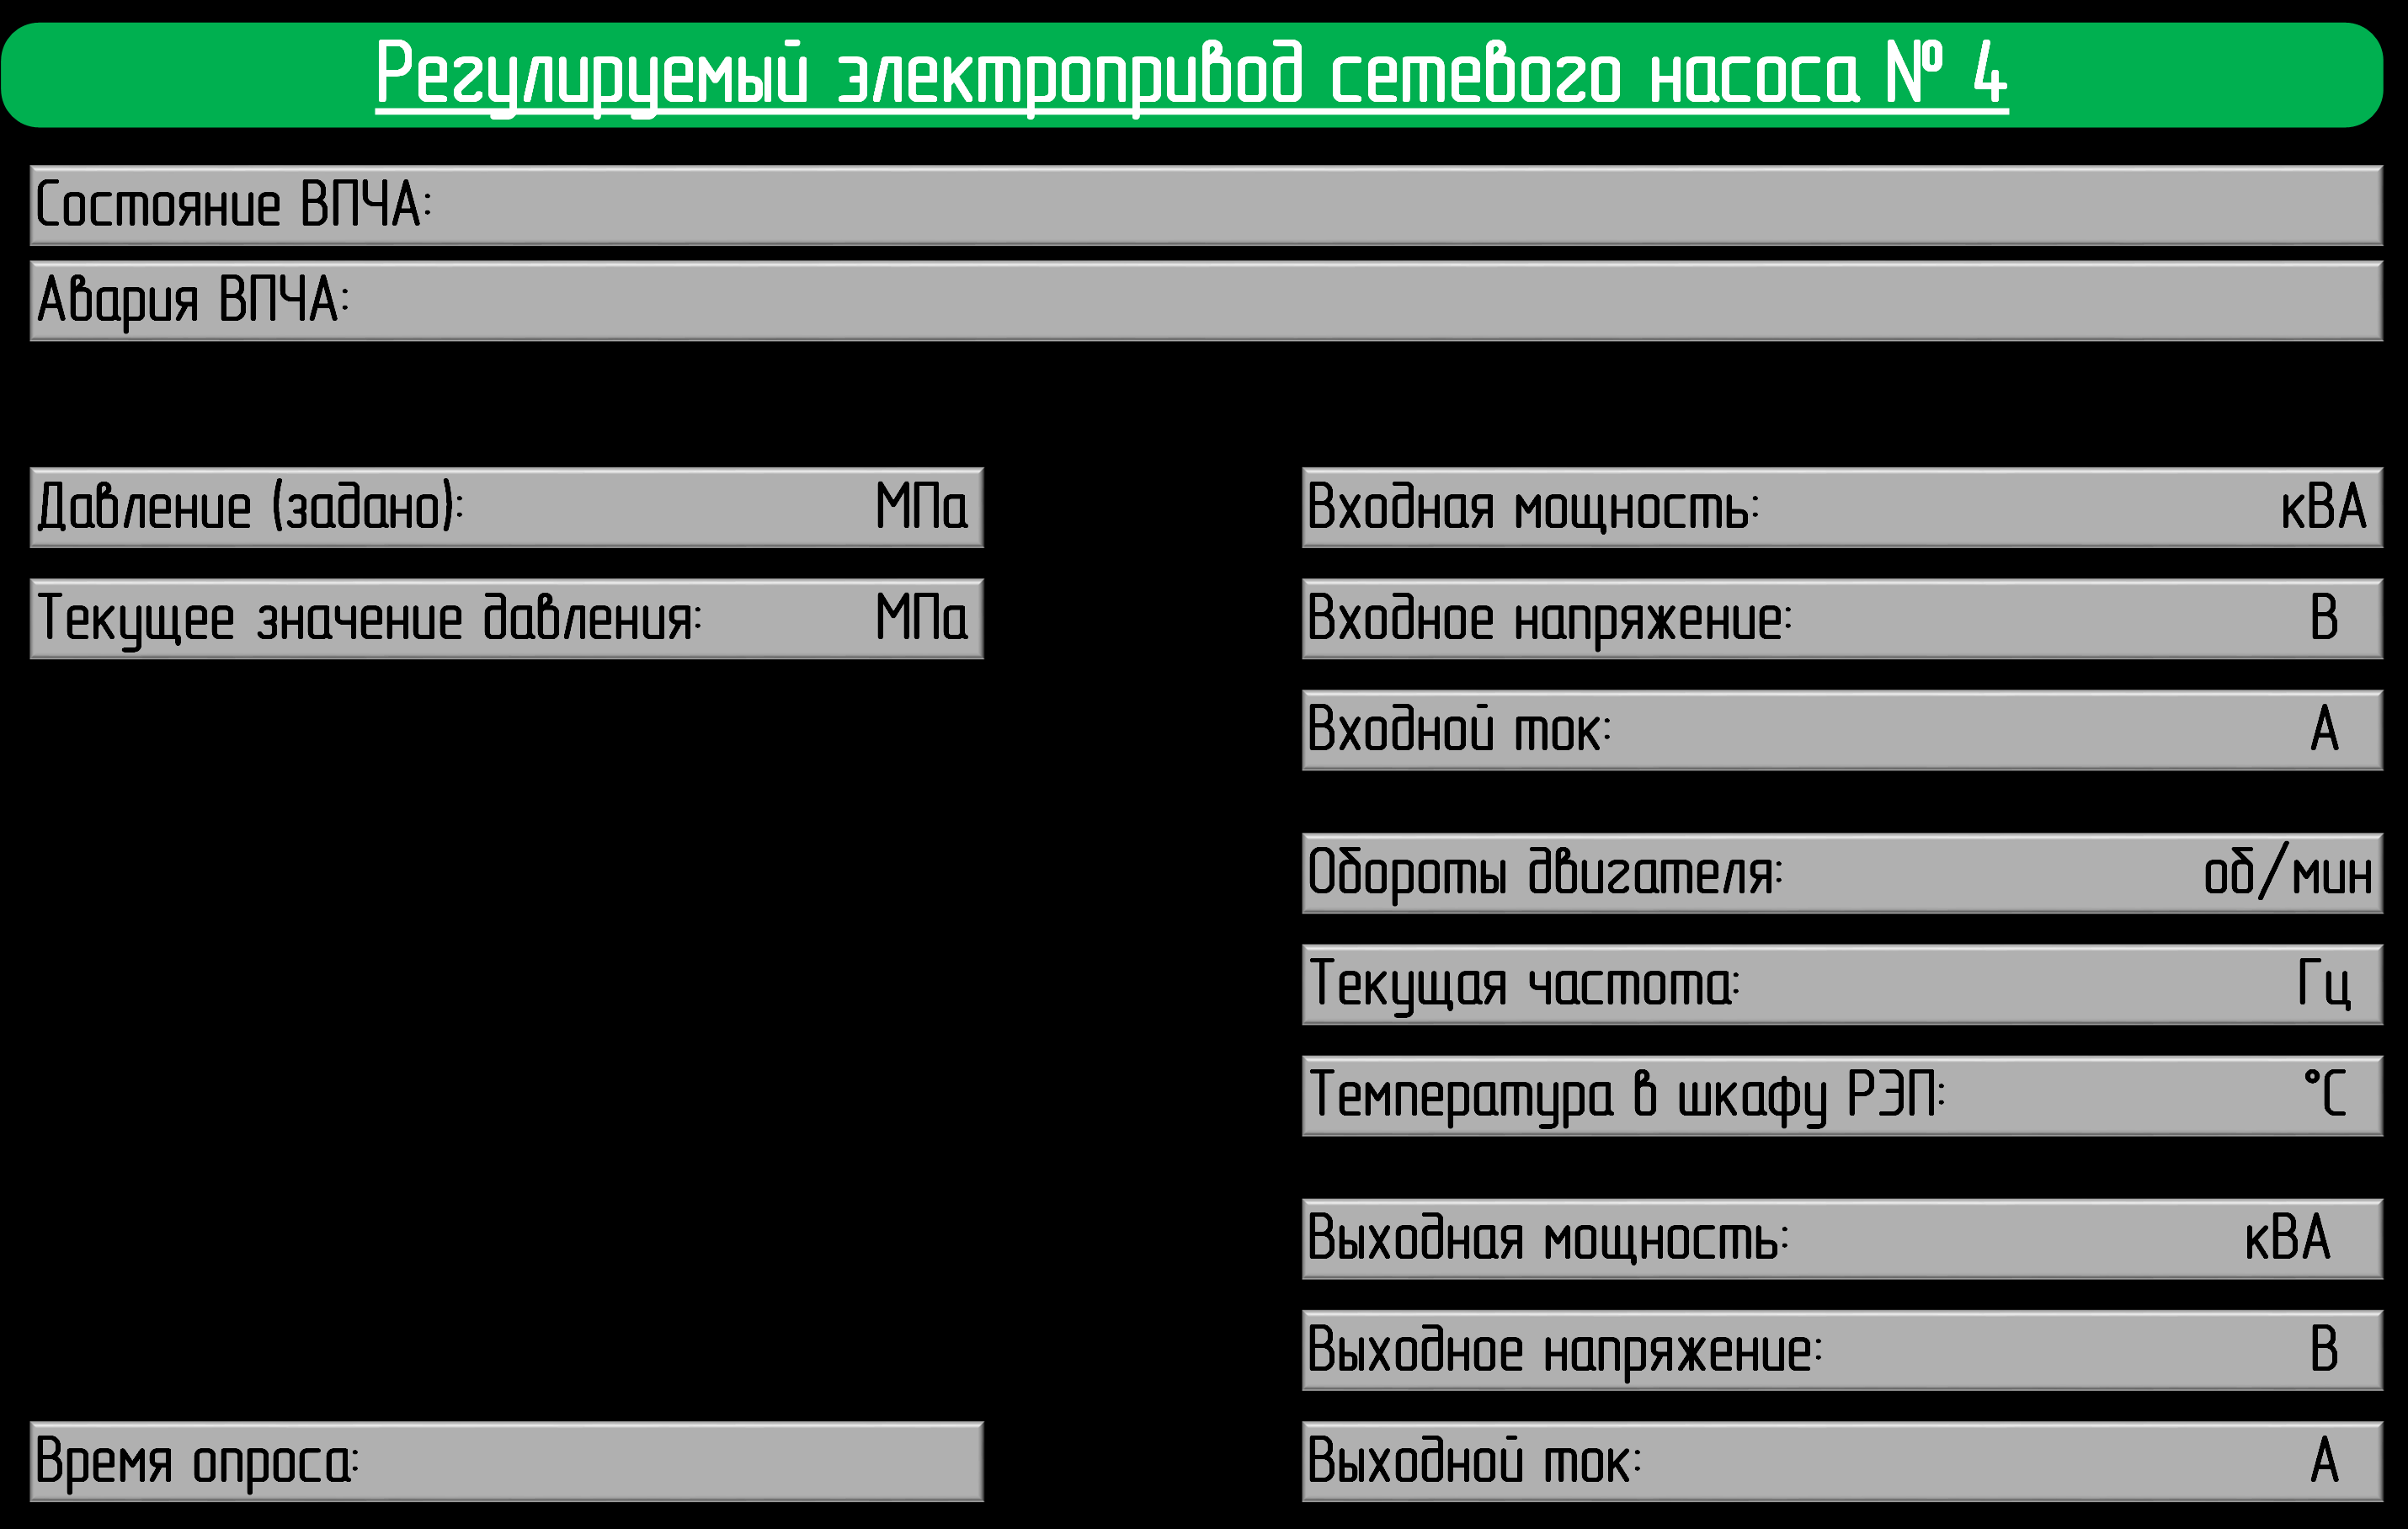 Регулируемый электропривод сетевого насоса № 4
Состояние ВПЧА:
Авария ВПЧА:
Давление (задано): МПа
Текущее значение давления: МПа
Время опроса:
Входная мощность: кВА
Входное напряжение: В
Входной ток: А
Обороты двигателя: об/мин
Текущая частота: Гц
Температура в шкафу РЭП: °С
Выходная мощность: кВА
Выходное напряжение: В
Выходной ток: А